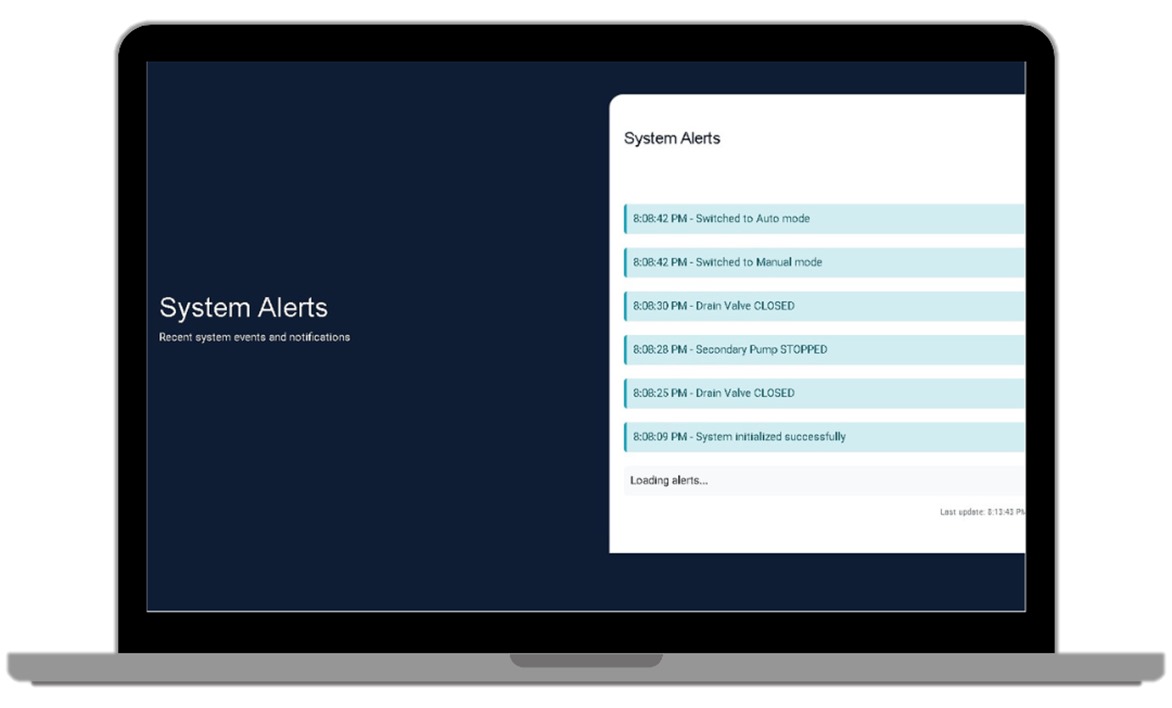 System Alerts
Recent system events and notifications
System Alerts
8:08:42 PM - Switched to Auto mode
8:08:42 PM - Switched to Manual mode
8:08:30 PM - Drain Valve CLOSED
8:08:28 PM - Secondary Pump STOPPED
8:08:25 PM - Drain Valve CLOSED
8:08:09 PM - System initialized successfully
Loading alerts...
Last update: 8:13:43 PM